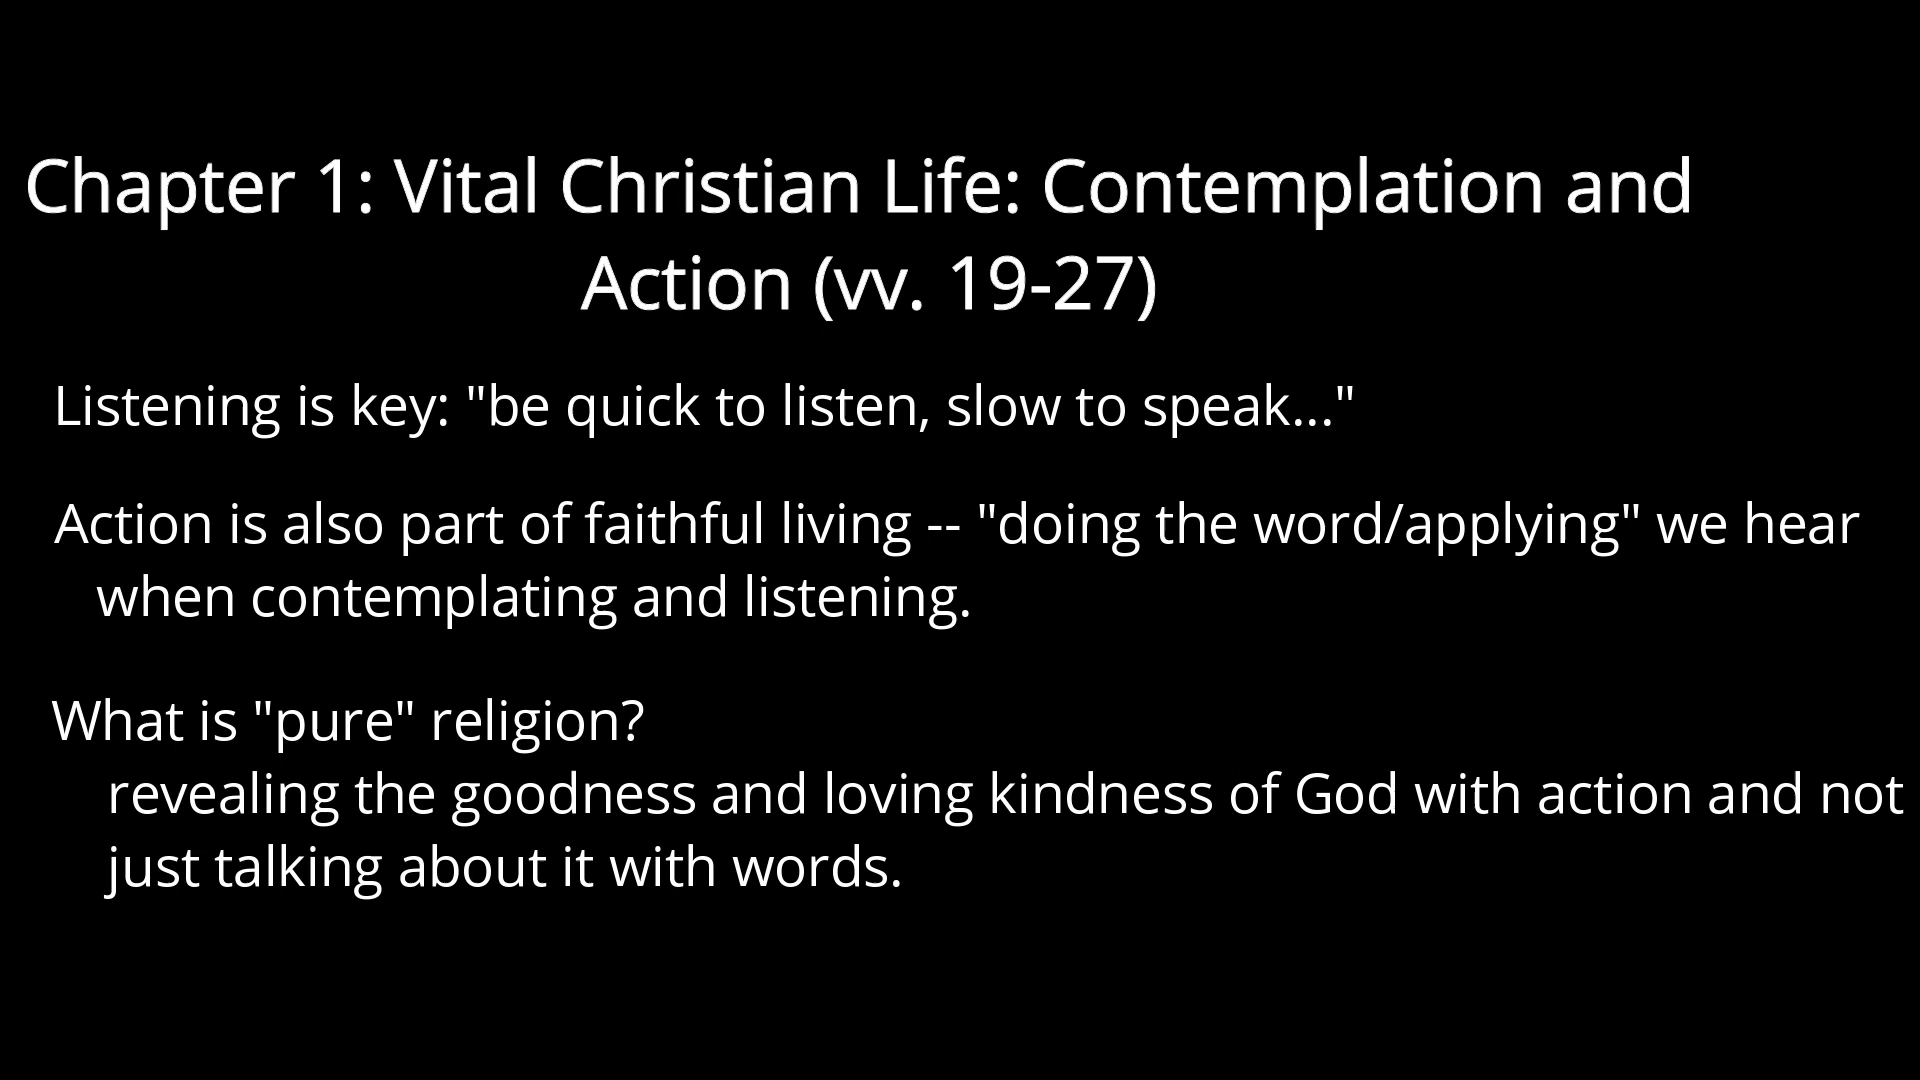 Chapter 1: Vital Christian Life: Contemplation and
Action (vv. 19-27)
Listening is key: "be quick to listen, slow to speak..."
Action is also part of faithful living -- "doing the word/applying" we hear
when contemplating and listening.
What is "pure" religion?
revealing the goodness and loving kindness of God with action and not
just talking about it with words.